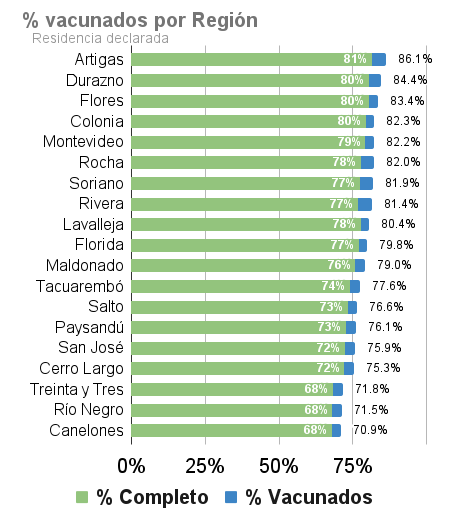 % vacunados por Región
Residencia declarada
Artigas 81% 86.1%
Durazno 80% 84.4%
Flores 80% 83.4%
Colonia 80% 82.3%
Montevideo 79% 82.2%
Rocha 78% 82.0%
Soriano 77% 81.9%
Rivera 77% 81.4%
Lavalleja 78% 80.4%
Florida 77% 79.8%
Maldonado 76% 79.0%
Tacuarembó 74% 77.6%
Salto 73% 76.6%
Paysandú 73% 76.1%
San José 72% 75.9%
Cerro Largo 72% 75.3%
Treinta y Tres 68% 71.8%
Río Negro 68% 71.5%
Canelones 68% 70.9%
0% 25% 50% 75%
% Completo % Vacunados